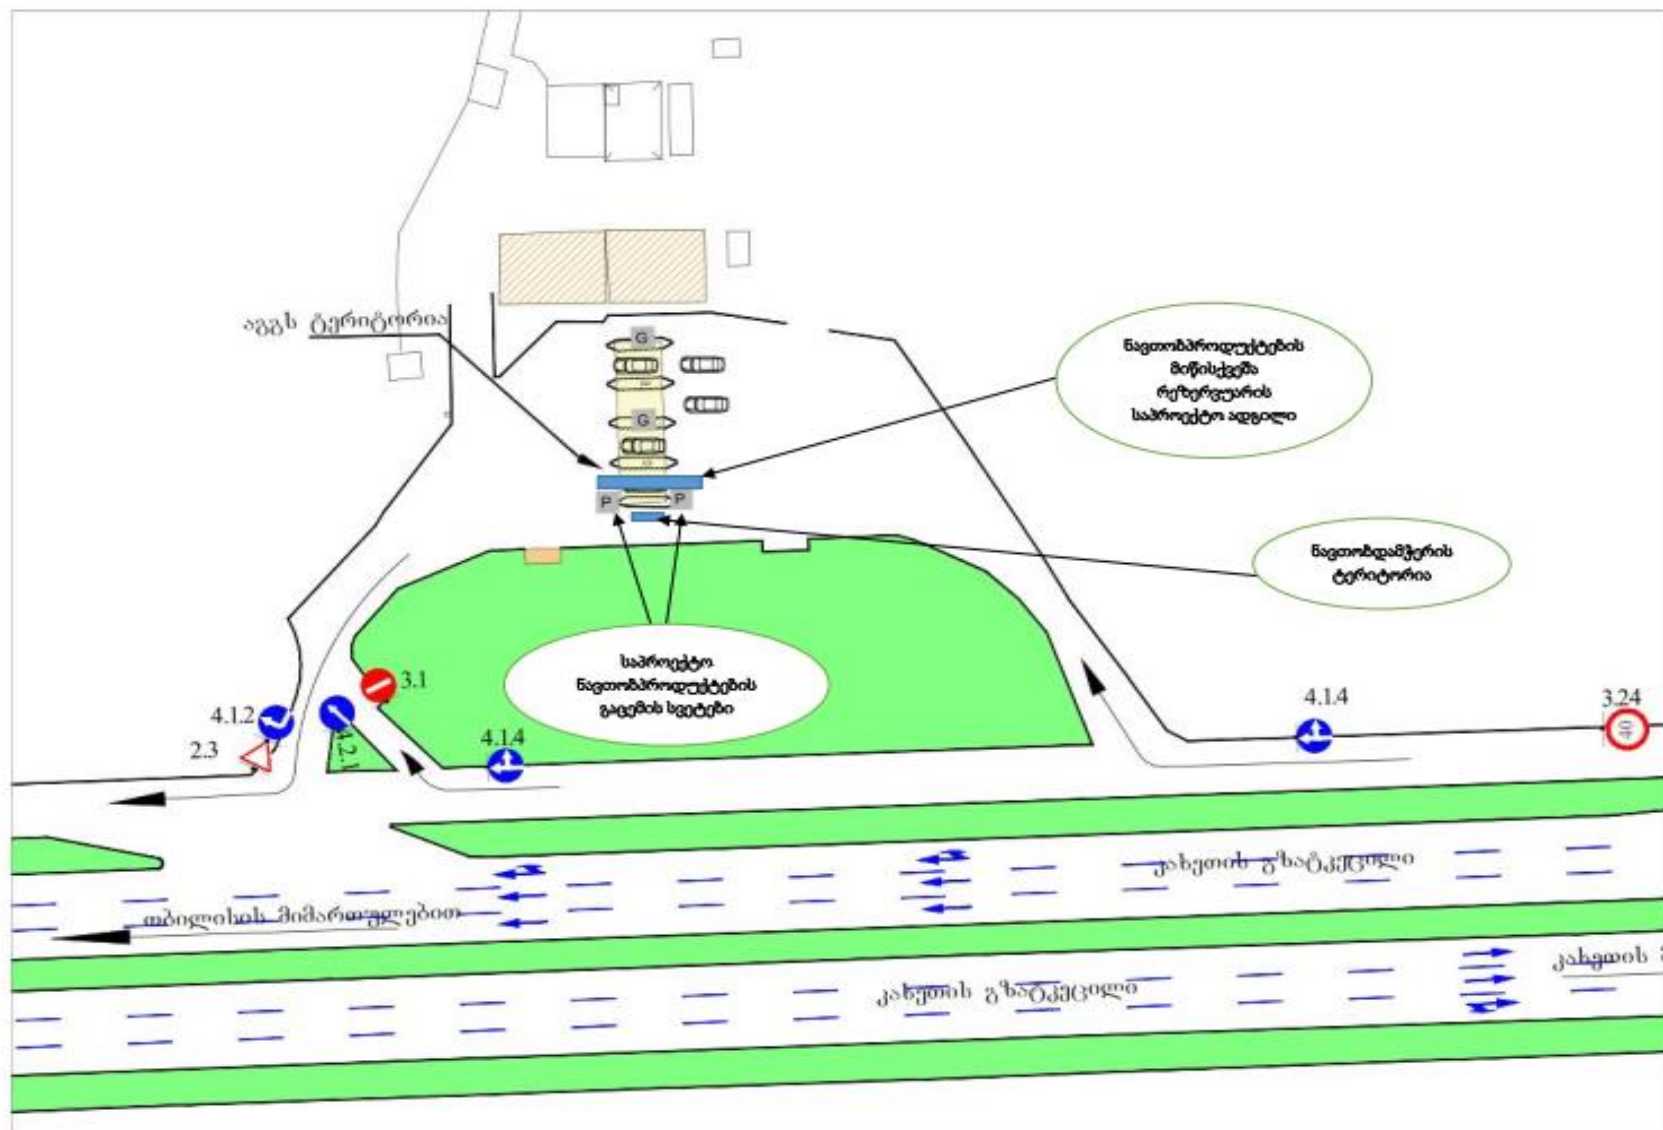 აგგს ტერიტორია
G
G
P
P
ნავთობპროდუქტების
მიწისქვეშა
რეზერვუარის
საპროექტო ადგილი
ნავთობდამჭერის
ტერიტორია
საპროექტო
ნავთობპროდუქტების
გაცემის სვეტები
3.1
4.1.2
2.3
4.2.1
4.1.4
4.1.4
3.24
40
კახეთის გზატკეცილი
თბილისის მიმართულებით
კახეთის გზატკეცილი
კახეთის